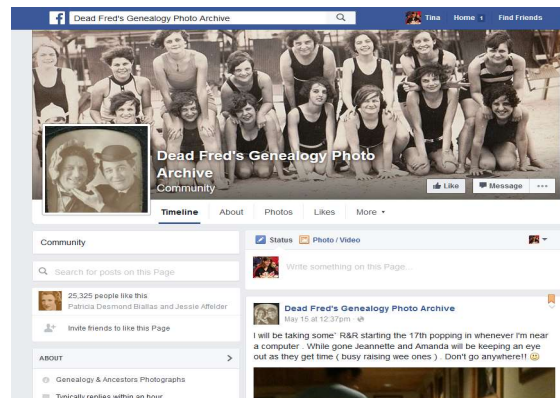 Dead Fred's Genealogy Photo Archive
Tina Home 1 Find Friends
Dead Fred's Genealogy Photo
Archive
Community
Like Message ...
Timeline About Photos Likes More
Community
Search for posts on this Page
25,325 people like this
Patricia Desmond Biallas and Jessie Affelder
Invite friends to like this Page
ABOUT
Genealogy & Ancestors Photographs
Typically replies within an hour
Status Photo / Video
Write something on this Page...
Dead Fred's Genealogy Photo Archive
May 15 at 12:37pm
I will be taking some` R&R starting the 17th popping in whenever I'm near
a computer . While gone Jeannette and Amanda will be keeping an eye
out as they get time ( busy raising wee ones ) . Don't go anywhere!!